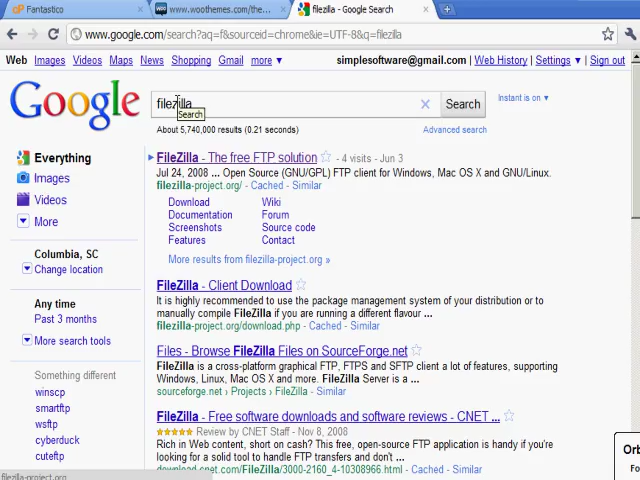 Fantastico
www.woothemes.com/the...
filezilla - Google Search
www.google.com/search?aq=f&sourceid=chrome&ie=UTF-8&q=filezilla
Web Images Videos Maps News Shopping Gmail more
simplesoftware@gmail.com | Web History | Settings | Sign out
Google
filezilla
Search
Instant is on
Search
About 5,740,000 results (0.21 seconds)
Advanced search
Everything
Images
Videos
More
Columbia, SC
Change location
Any time
Past 3 months
More search tools
Something different
winscp
smartftp
wsftp
cyberduck
cuteftp
FileZilla - The free FTP solution - 4 visits - Jun 3
Jul 24, 2008 ... Open Source (GNU/GPL) FTP client for Windows, Mac OS X and GNU/Linux.
filezilla-project.org/ - Cached - Similar
Download Wiki
Documentation Forum
Screenshots Source code
Features Contact
More results from filezilla-project.org »
FileZilla - Client Download
It is highly recommended to use the package management system of your distribution or to
manually compile FileZilla if you are running a different flavour ...
filezilla-project.org/download.php - Cached - Similar
Files - Browse FileZilla Files on SourceForge.net
FileZilla is a cross-platform graphical FTP, FTPS and SFTP client a lot of features, supporting
Windows, Linux, Mac OS X and more. FileZilla Server is a ...
sourceforge.net › Projects › FileZilla - Similar
FileZilla - Free software downloads and software reviews - CNET ...
Review by CNET Staff - Nov 8, 2008
Rich in Web content, short on cash? This free, open-source FTP application is handy if you're
looking for a solid tool to handle FTP transfers and don't ...
download.cnet.com/FileZilla/3000-2160_4-10308966.html - Cached - Similar
filezilla-project.org
Orb
Fo